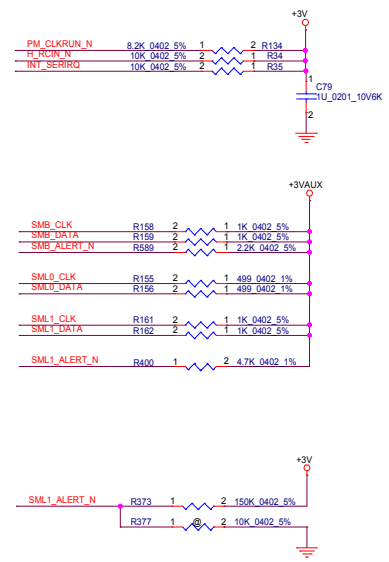 +3V
PM_CLKRUN_N 8.2K_0402_5% 1 2 R134
H_RCIN_N 10K_0402_5% 2 1 R34
INT_SERIRQ 10K_0402_5% 2 1 R35
1
C79
1U_0201_10V6K
2
+3VAUX
SMB_CLK R158 2 1 1K_0402_5%
SMB_DATA R159 2 1 1K_0402_5%
SMB_ALERT_N R589 2 1 2.2K_0402_5%
SML0_CLK R155 2 1 499_0402_1%
SML0_DATA R156 2 1 499_0402_1%
SML1_CLK R161 2 1 1K_0402_5%
SML1_DATA R162 2 1 1K_0402_5%
SML1_ALERT_N R400 1 2 4.7K_0402_1%
+3V
SML1_ALERT_N R373 1 2 150K_0402_5%
R377 1 @ 2 10K_0402_5%